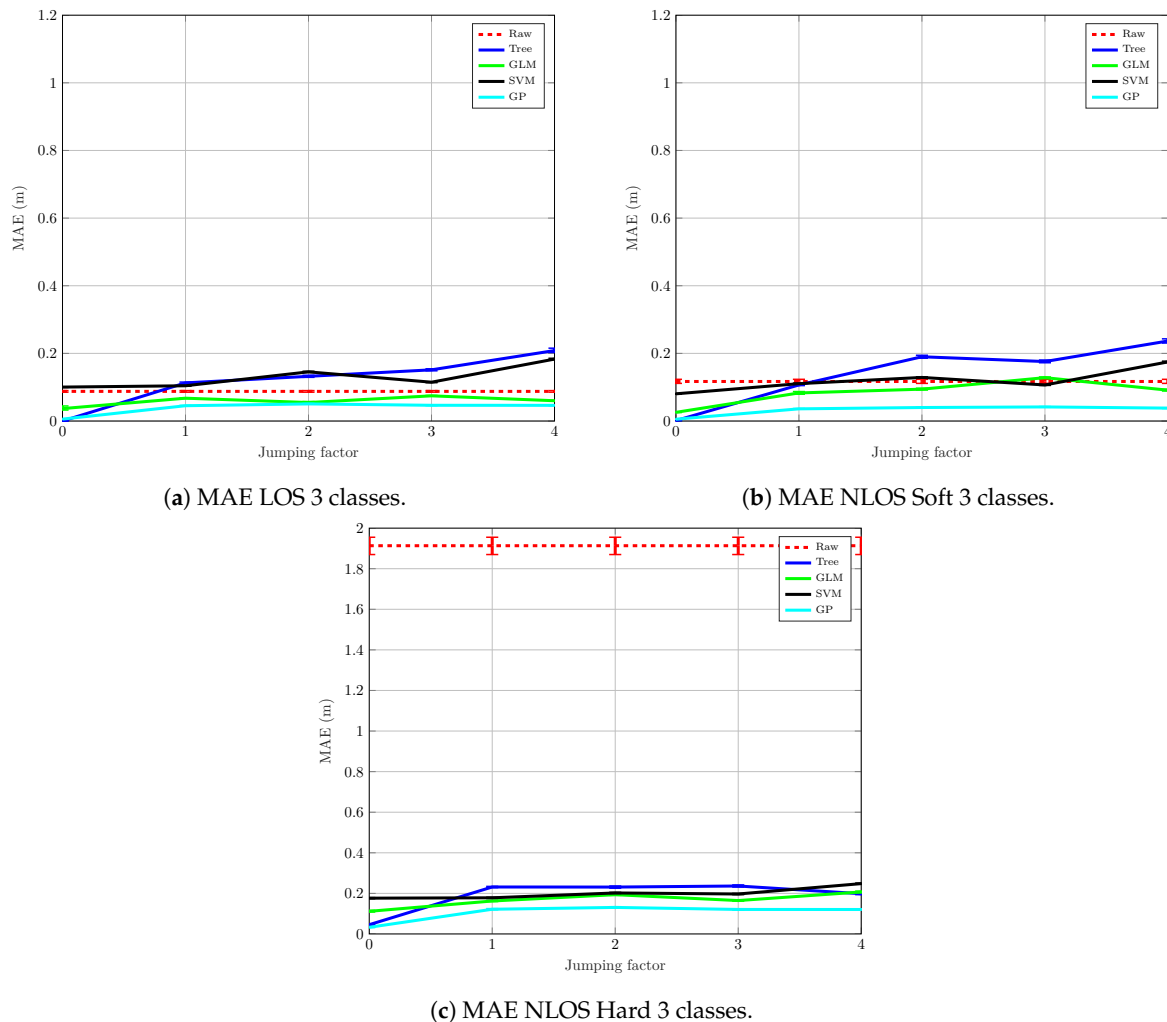 1.2
1
0.8
0.6
0.4
0.2
0
MAE (m)
0 1 2 3 4
Jumping factor
Raw
Tree
GLM
SVM
GP
(a) MAE LOS 3 classes.
1.2
1
0.8
0.6
0.4
0.2
0
MAE (m)
0 1 2 3 4
Jumping factor
Raw
Tree
GLM
SVM
GP
(b) MAE NLOS Soft 3 classes.
2
1.8
1.6
1.4
1.2
1
0.8
0.6
0.4
0.2
0
MAE (m)
0 1 2 3 4
Jumping factor
Raw
Tree
GLM
SVM
GP
(c) MAE NLOS Hard 3 classes.